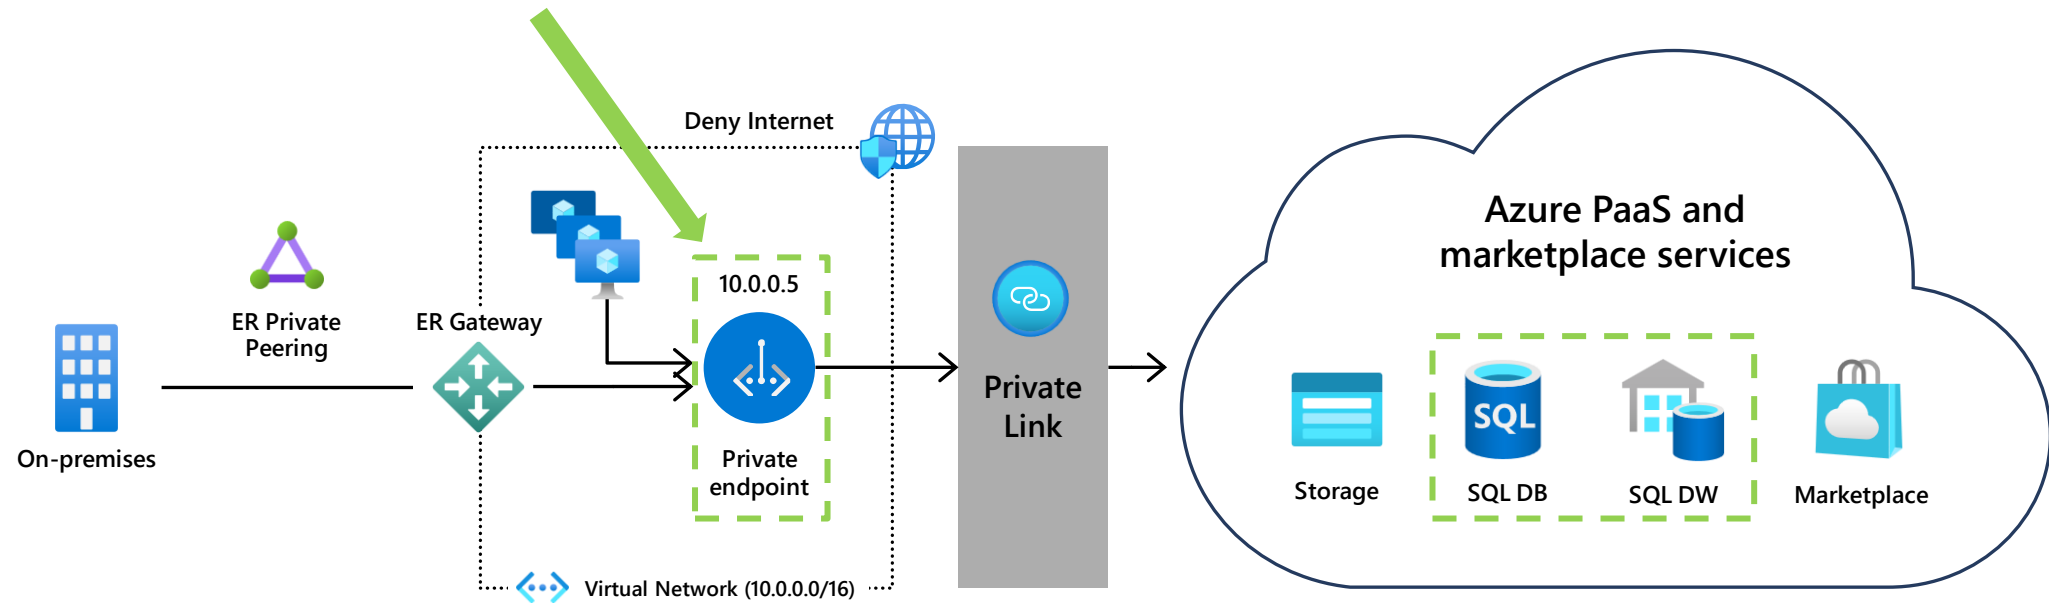 Deny Internet
10.0.0.5
ER Private
Peering
ER Gateway
On-premises
Private
endpoint
Virtual Network (10.0.0.0/16)
Private
Link
Azure PaaS and
marketplace services
SQL
Storage
SQL DB
SQL DW
Marketplace